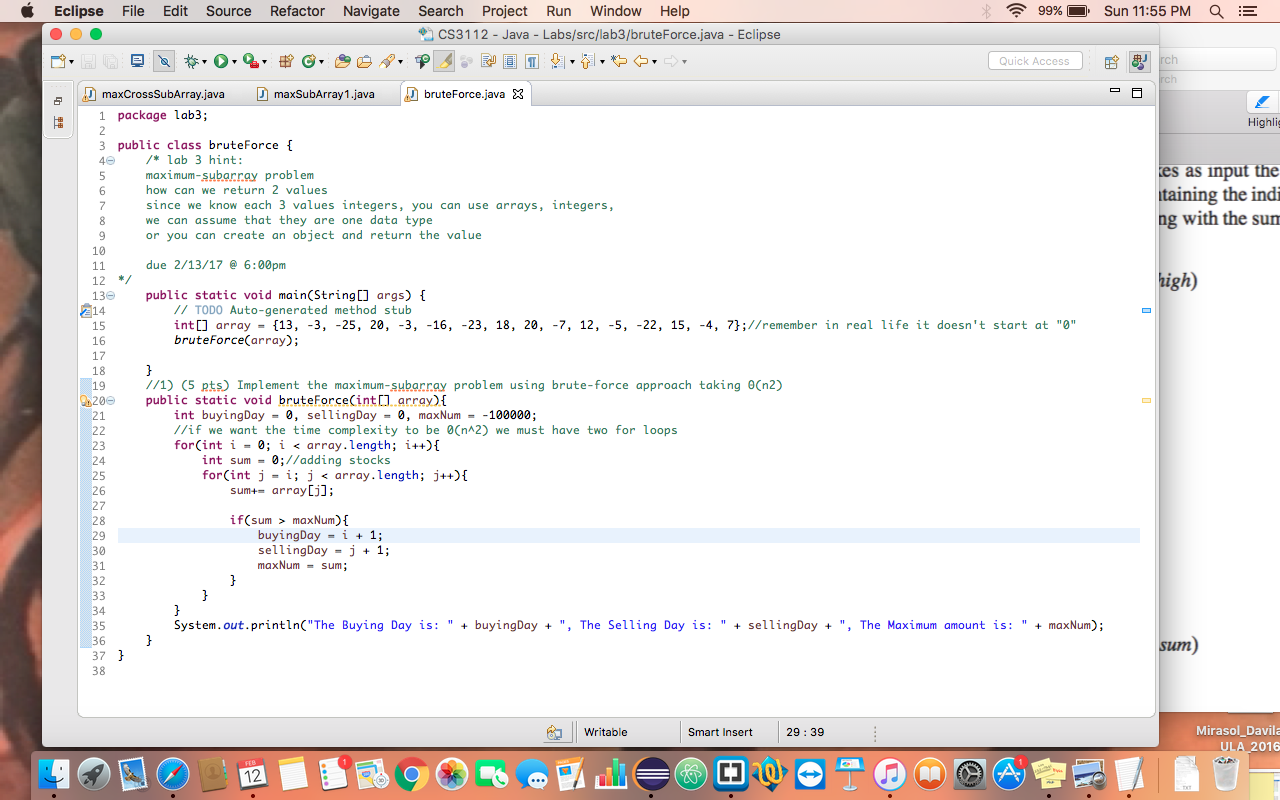 Eclipse File Edit Source Refactor Navigate Search Project Run Window Help 99% Sun 11:55 PM
CS3112 - Java - Labs/src/lab3/bruteForce.java - Eclipse
Quick Access
maxCrossSubArray.java maxSubArray1.java bruteForce.java
1 package lab3;
2
3 public class bruteForce {
4 /* lab 3 hint:
5 maximum-subarray problem
6 how can we return 2 values
7 since we know each 3 values integers, you can use arrays, integers,
8 we can assume that they are one data type
9 or you can create an object and return the value
10
11 due 2/13/17 @ 6:00pm
12 */
13 public static void main(String[] args) {
14 // TODO Auto-generated method stub
15 int[] array = {13, -3, -25, 20, -3, -16, -23, 18, 20, -7, 12, -5, -22, 15, -4, 7};//remember in real life it doesn't start at "0"
16 bruteForce(array);
17
18 }
19 //1) (5 pts) Implement the maximum-subarray problem using brute-force approach taking θ(n2)
20 public static void bruteForce(int[] array){
21 int buyingDay = 0, sellingDay = 0, maxNum = -100000;
22 //if we want the time complexity to be θ(n^2) we must have two for loops
23 for(int i = 0; i < array.length; i++){
24 int sum = 0;//adding stocks
25 for(int j = i; j < array.length; j++){
26 sum+= array[j];
27
28 if(sum > maxNum){
29 buyingDay = i + 1;
30 sellingDay = j + 1;
31 maxNum = sum;
32 }
33 }
34 }
35 System.out.println("The Buying Day is: " + buyingDay + ", The Selling Day is: " + sellingDay + ", The Maximum amount is: " + maxNum);
36 }
37 }
38
Writable Smart Insert 29 : 39
rch
rch
Highlig
kes as input the
ntaining the indi
ng with the sum
high)
sum)
Mirasol_Davila
ULA_2016
FEB
12
1
1
TXT